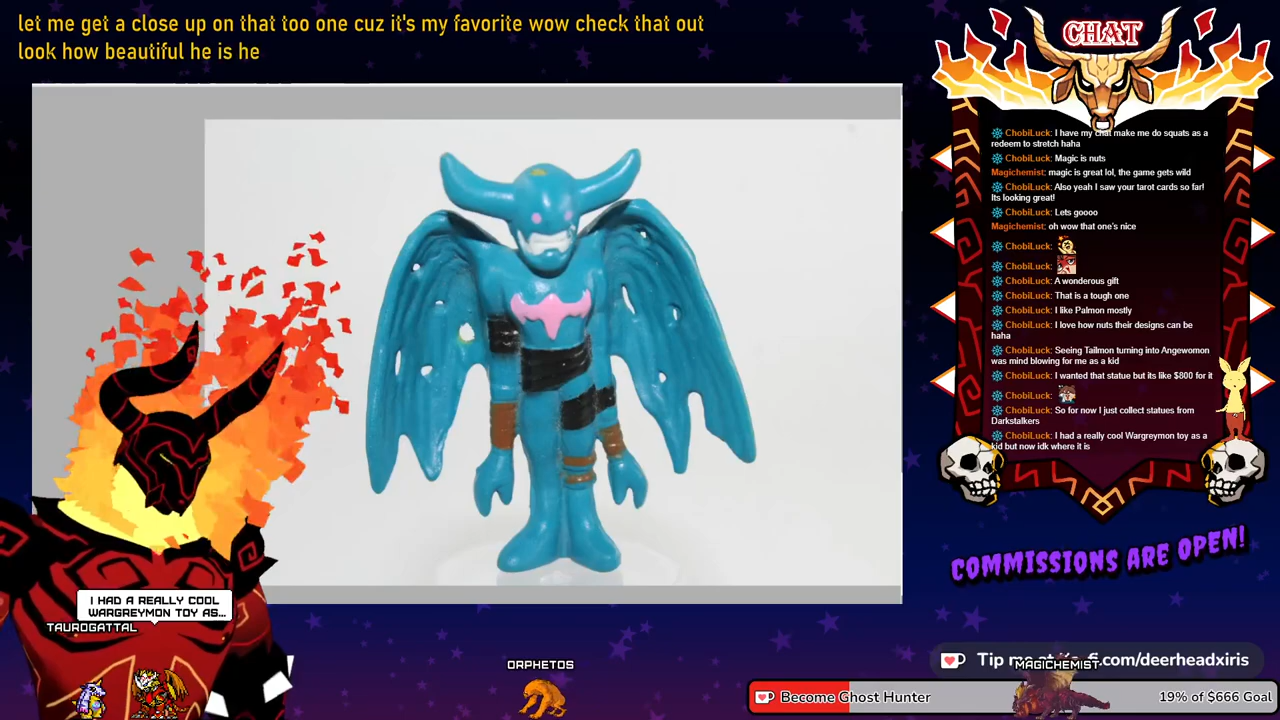 let me get a close up on that too one cuz it's my favorite wow check that out
look how beautiful he is he
CHAT
ChobiLuck: I have my chat make me do squats as a
redeem to stretch haha
ChobiLuck: Magic is nuts
Magichemist: magic is great lol, the game gets wild
ChobiLuck: Also yeah I saw your tarot cards so far!
Its looking great!
ChobiLuck: Lets goooo
Magichemist: oh wow that one's nice
ChobiLuck:
ChobiLuck:
ChobiLuck: A wonderous gift
ChobiLuck: That is a tough one
ChobiLuck: I like Palmon mostly
ChobiLuck: I love how nuts their designs can be
haha
ChobiLuck: Seeing Tailmon turning into Angewomon
was mind blowing for me as a kid
ChobiLuck: I wanted that statue but its like $800 for it
ChobiLuck:
ChobiLuck: So for now I just collect statues from
Darkstalkers
ChobiLuck: I had a really cool Wargreymon toy as a
kid but now idk where it is
COMMISSIONS ARE OPEN!
I HAD A REALLY COOL
WARGREYMON TOY AS...
TAUROGATTAL
ORPHETOS
MAGICHEMIST
Tip me at fi.com/deerheadxiris
Become Ghost Hunter
19% of $666 Goal